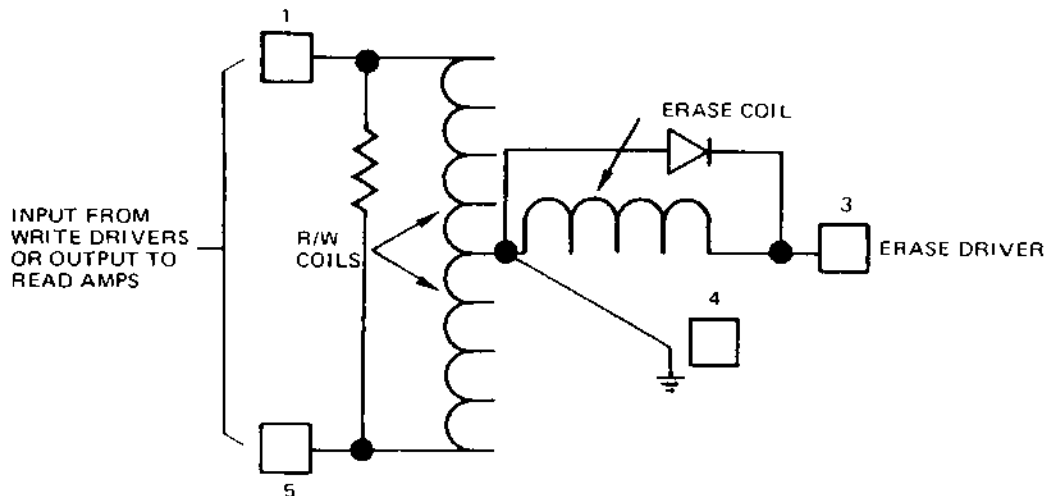 1
ERASE COIL
3
INPUT FROM
WRITE DRIVERS
OR OUTPUT TO
READ AMPS
R/W
COILS
ERASE DRIVER
4
5